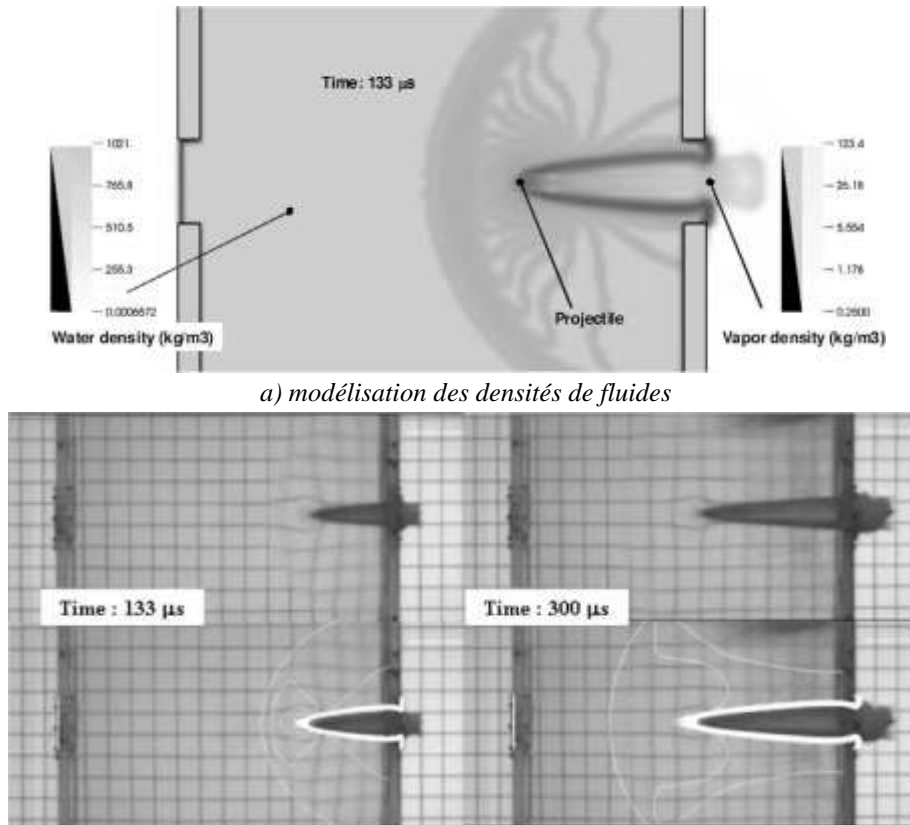 Time: 133 µs
1021.
765.8
510.5
255.3
0.0006572
Water density (kg/m3)
Projectile
123.4
25.18
5.554
1.176
0.2600
Vapor density (kg/m3)
a) modélisation des densités de fluides
Time : 133 µs
Time : 300 µs